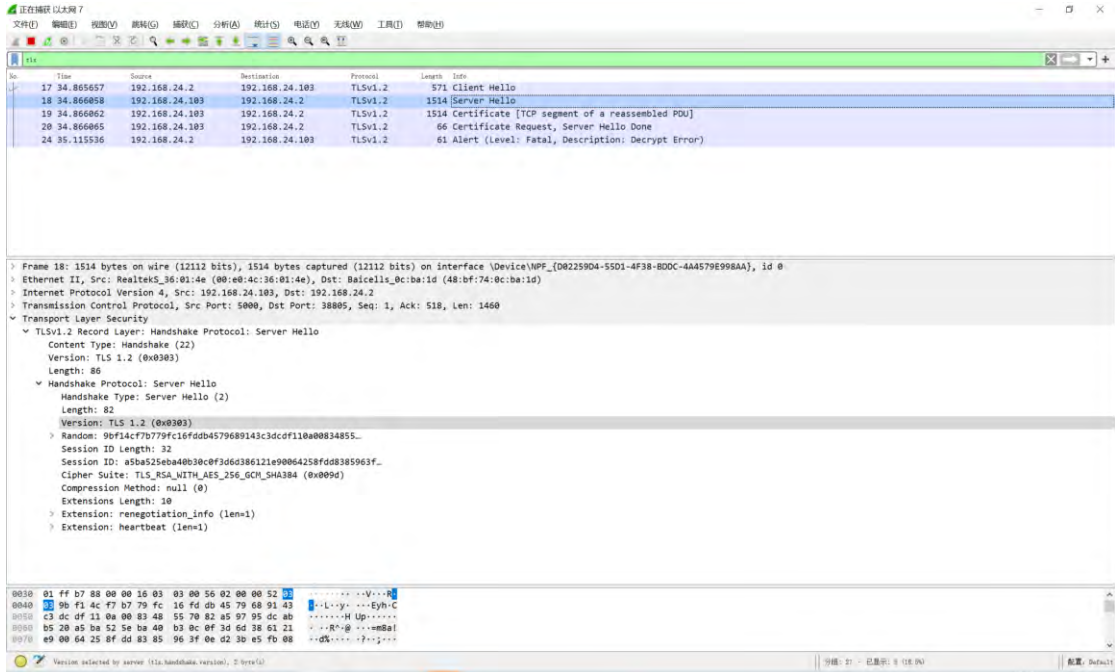 正在捕获 以太网 7
文件(F) 编辑(E) 视图(V) 跳转(G) 捕获(C) 分析(A) 统计(S) 电话(Y) 无线(W) 工具(T) 帮助(H)
tls
No. Time Source Destination Protocol Length Info
17 34.865657 192.168.24.2 192.168.24.103 TLSv1.2 571 Client Hello
18 34.866058 192.168.24.103 192.168.24.2 TLSv1.2 1514 Server Hello
19 34.866062 192.168.24.103 192.168.24.2 TLSv1.2 1514 Certificate [TCP segment of a reassembled PDU]
20 34.866065 192.168.24.103 192.168.24.2 TLSv1.2 66 Certificate Request, Server Hello Done
24 35.115536 192.168.24.2 192.168.24.103 TLSv1.2 61 Alert (Level: Fatal, Description: Decrypt Error)
Frame 18: 1514 bytes on wire (12112 bits), 1514 bytes captured (12112 bits) on interface \Device\NPF_{D02259D4-55D1-4F38-BDDC-4A4579E998AA}, id 0
Ethernet II, Src: RealtekS_36:01:4e (00:e0:4c:36:01:4e), Dst: Baicells_0c:ba:1d (48:bf:74:0c:ba:1d)
Internet Protocol Version 4, Src: 192.168.24.103, Dst: 192.168.24.2
Transmission Control Protocol, Src Port: 5000, Dst Port: 38805, Seq: 1, Ack: 518, Len: 1460
Transport Layer Security
TLSv1.2 Record Layer: Handshake Protocol: Server Hello
Content Type: Handshake (22)
Version: TLS 1.2 (0x0303)
Length: 86
Handshake Protocol: Server Hello
Handshake Type: Server Hello (2)
Length: 82
Version: TLS 1.2 (0x0303)
Random: 9bf14cf7b779fc16fddb4579689143c3dcdf110a00834855…
Session ID Length: 32
Session ID: a5ba525eba40b30c0f3d6d386121e90064258fdd8385963f…
Cipher Suite: TLS_RSA_WITH_AES_256_GCM_SHA384 (0x009d)
Compression Method: null (0)
Extensions Length: 10
Extension: renegotiation_info (len=1)
Extension: heartbeat (len=1)
0030 01 ff b7 88 00 00 16 03 03 00 56 02 00 00 52 03 ········ ··V···R·
0040 03 9b f1 4c f7 b7 79 fc 16 fd db 45 79 68 91 43 ···L··y· ···Eyh·C
0050 c3 dc df 11 0a 00 83 48 55 70 82 a5 97 95 dc ab ·······H Up······
0060 b5 20 a5 ba 52 5e ba 40 b3 0c 0f 3d 6d 38 61 21 · ··R^·@ ···=m8a!
0070 e9 00 64 25 8f dd 83 85 96 3f 0e d2 3b e5 fb 08 ··d%···· ·?··;···
Version selected by server (tls.handshake.version), 2 byte(s)
配置: Default